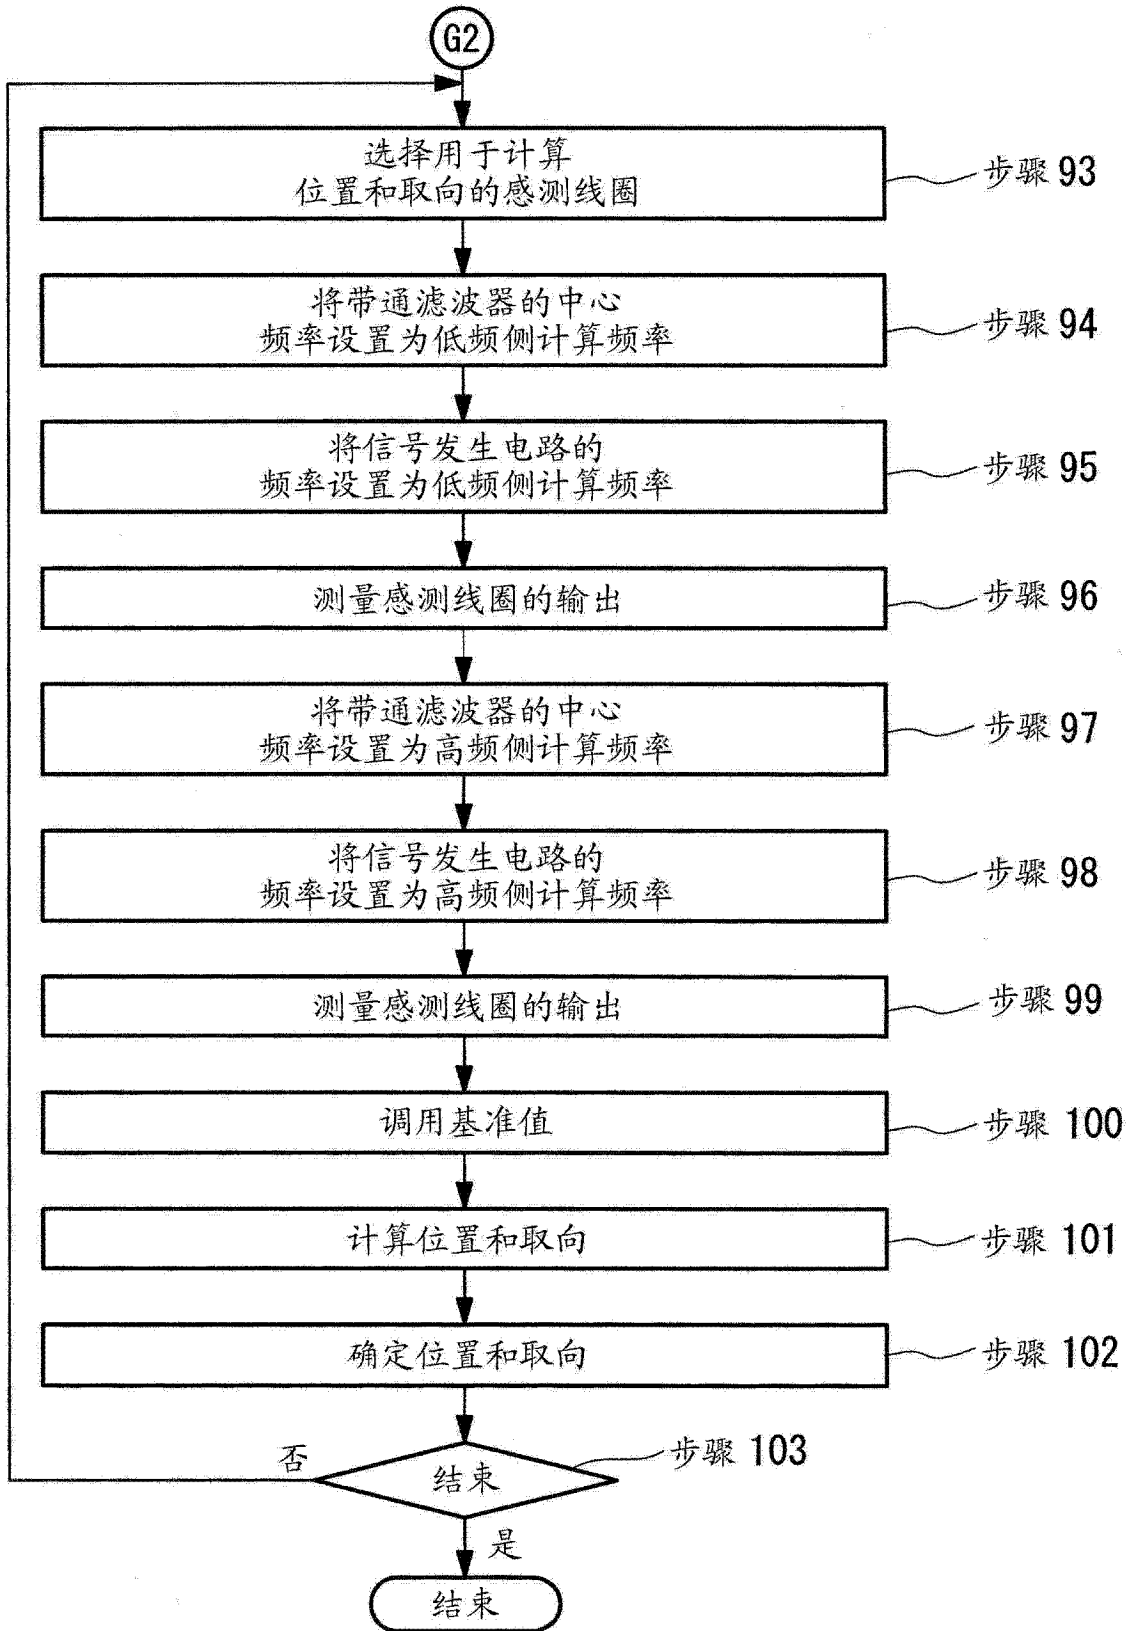 G2
选择用于计算
位置和取向的感测线圈
步骤 93
将带通滤波器的中心
频率设置为低频侧计算频率
步骤 94
将信号发生电路的
频率设置为低频侧计算频率
步骤 95
测量感测线圈的输出
步骤 96
将带通滤波器的中心
频率设置为高频侧计算频率
步骤 97
将信号发生电路的
频率设置为高频侧计算频率
步骤 98
测量感测线圈的输出
步骤 99
调用基准值
步骤 100
计算位置和取向
步骤 101
确定位置和取向
步骤 102
否
结束
步骤 103
是
结束